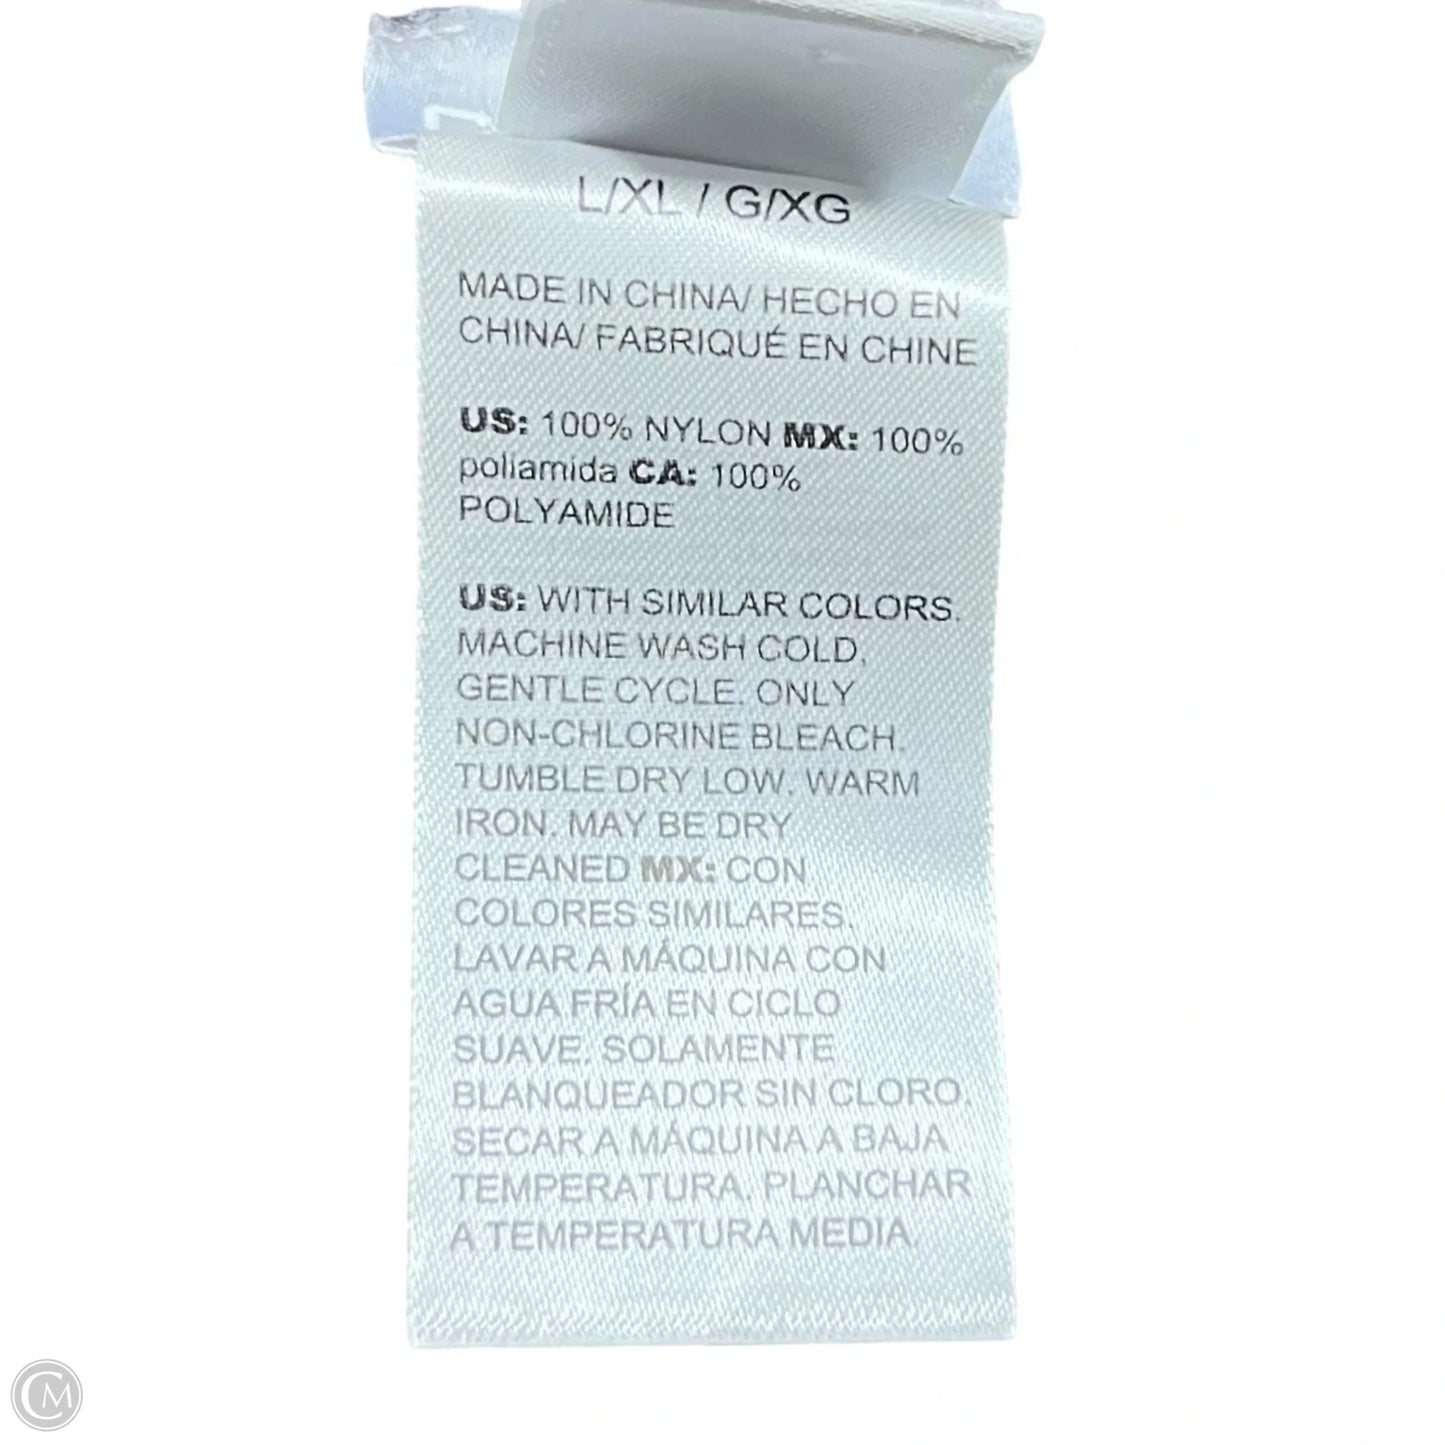 L/XL / G/XG
MADE IN CHINA/ HECHO EN
CHINA/ FABRIQUÉ EN CHINE
US: 100% NYLON MX: 100%
poliamida CA: 100%
POLYAMIDE
US: WITH SIMILAR COLORS.
MACHINE WASH COLD,
GENTLE CYCLE. ONLY
NON-CHLORINE BLEACH.
TUMBLE DRY LOW. WARM
IRON. MAY BE DRY
CLEANED MX: CON
COLORES SIMILARES.
LAVAR A MÁQUINA CON
AGUA FRÍA EN CICLO
SUAVE. SOLAMENTE
BLANQUEADOR SIN CLORO.
SECAR A MÁQUINA A BAJA
TEMPERATURA. PLANCHAR
A TEMPERATURA MEDIA.
CM